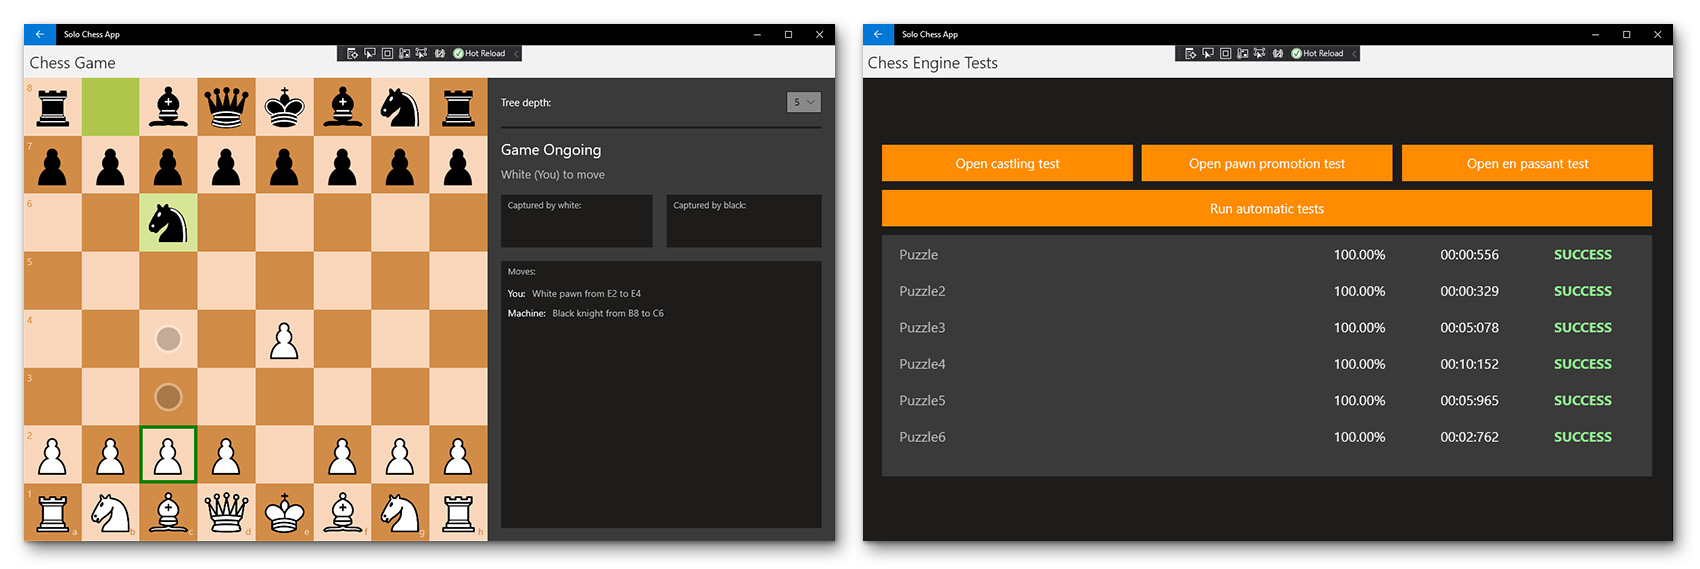 Solo Chess App
Hot Reload
Chess Game
8
7
6
5
4
3
2
1
a b c d e f g h
Tree depth:
5
Game Ongoing
White (You) to move
Captured by white:
Captured by black:
Moves:
You: White pawn from E2 to E4
Machine: Black knight from B8 to C6
Solo Chess App
Hot Reload
Chess Engine Tests
Open castling test
Open pawn promotion test
Open en passant test
Run automatic tests
Puzzle 100.00% 00:00:556 SUCCESS
Puzzle2 100.00% 00:00:329 SUCCESS
Puzzle3 100.00% 00:05:078 SUCCESS
Puzzle4 100.00% 00:10:152 SUCCESS
Puzzle5 100.00% 00:05:965 SUCCESS
Puzzle6 100.00% 00:02:762 SUCCESS